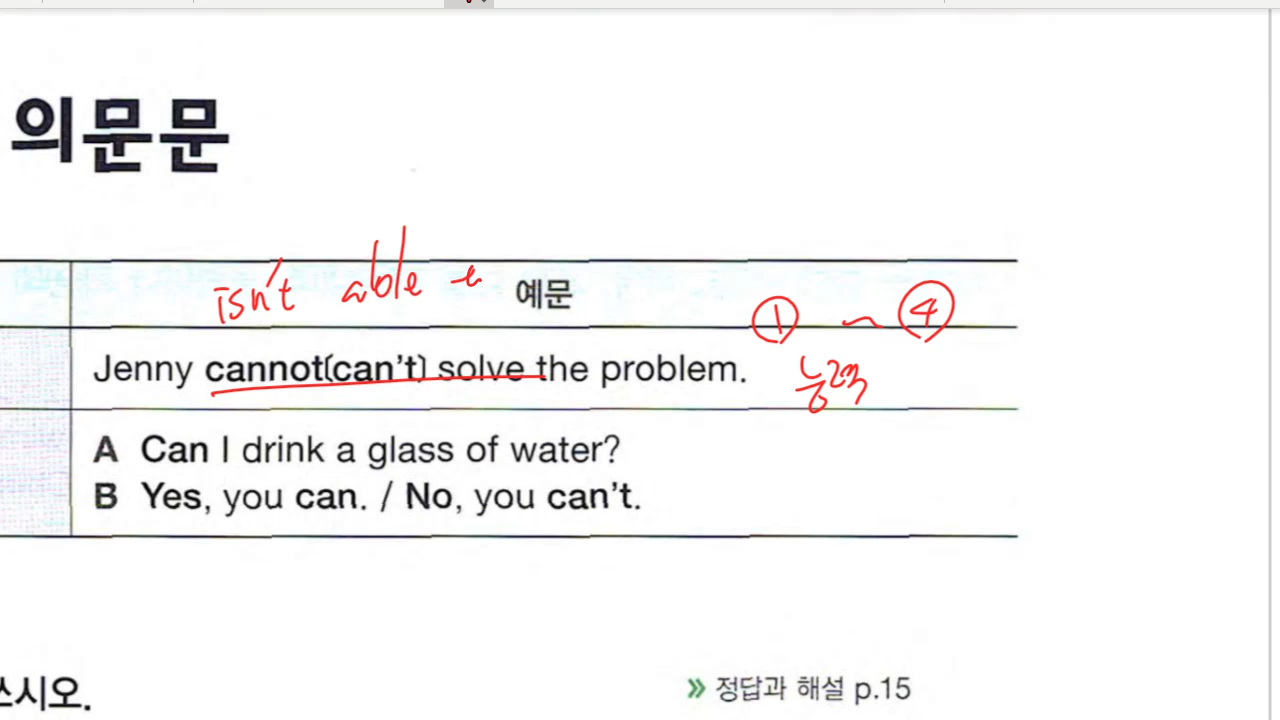 의문문
isn't able to
예문
① ~ ④
Jenny cannot(can't) solve the problem.
능력
A Can I drink a glass of water?
B Yes, you can. / No, you can't.
쓰시오.
» 정답과 해설 p.15